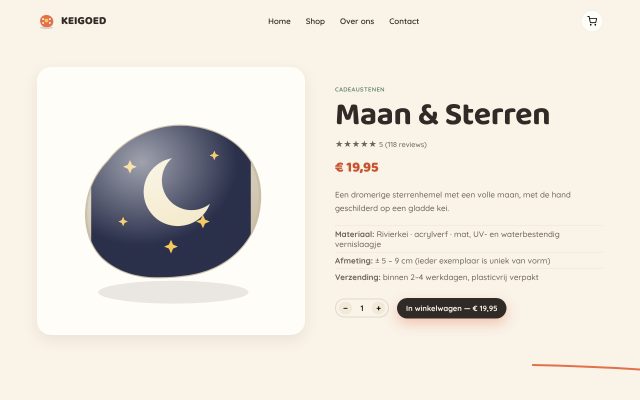 KEIGOED
Home Shop Over ons Contact
CADEAUSTENEN
Maan & Sterren
★★★★★ 5 (118 reviews)
€ 19,95
Een dromerige sterrenhemel met een volle maan, met de hand
geschilderd op een gladde kei.
Materiaal: Rivierkei · acrylverf · mat, UV- en waterbestendig
vernislaagje
Afmeting: ± 5 – 9 cm (ieder exemplaar is uniek van vorm)
Verzending: binnen 2–4 werkdagen, plasticvrij verpakt
− 1 + In winkelwagen — € 19,95